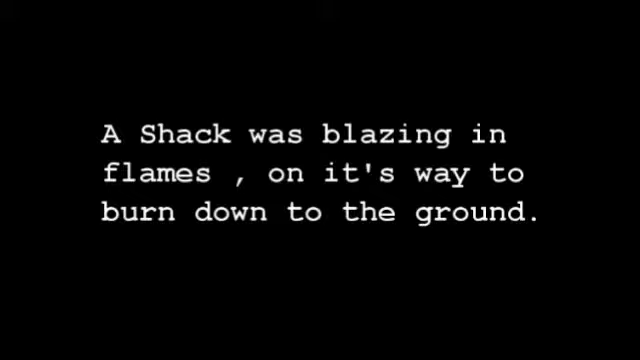 A Shack was blazing in
flames , on it's way to
burn down to the ground.